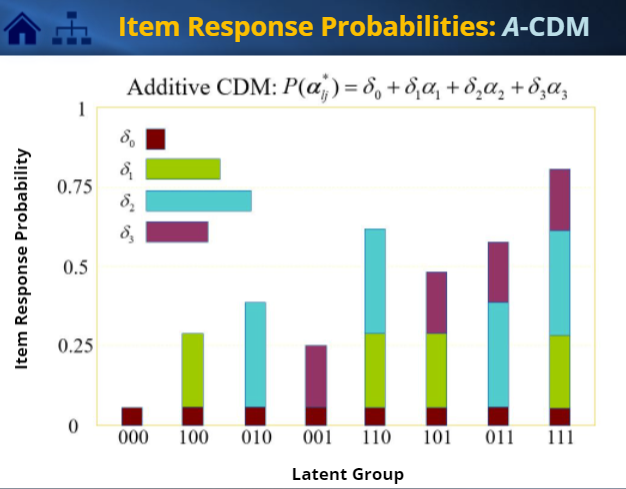 Item Response Probabilities: A-CDM
Additive CDM: P(α*lj) = δ0 + δ1α1 + δ2α2 + δ3α3
1
δ0
δ1
0.75
δ2
δ3
0.5
0.25
0
Item Response Probability
000 100 010 001 110 101 011 111
Latent Group